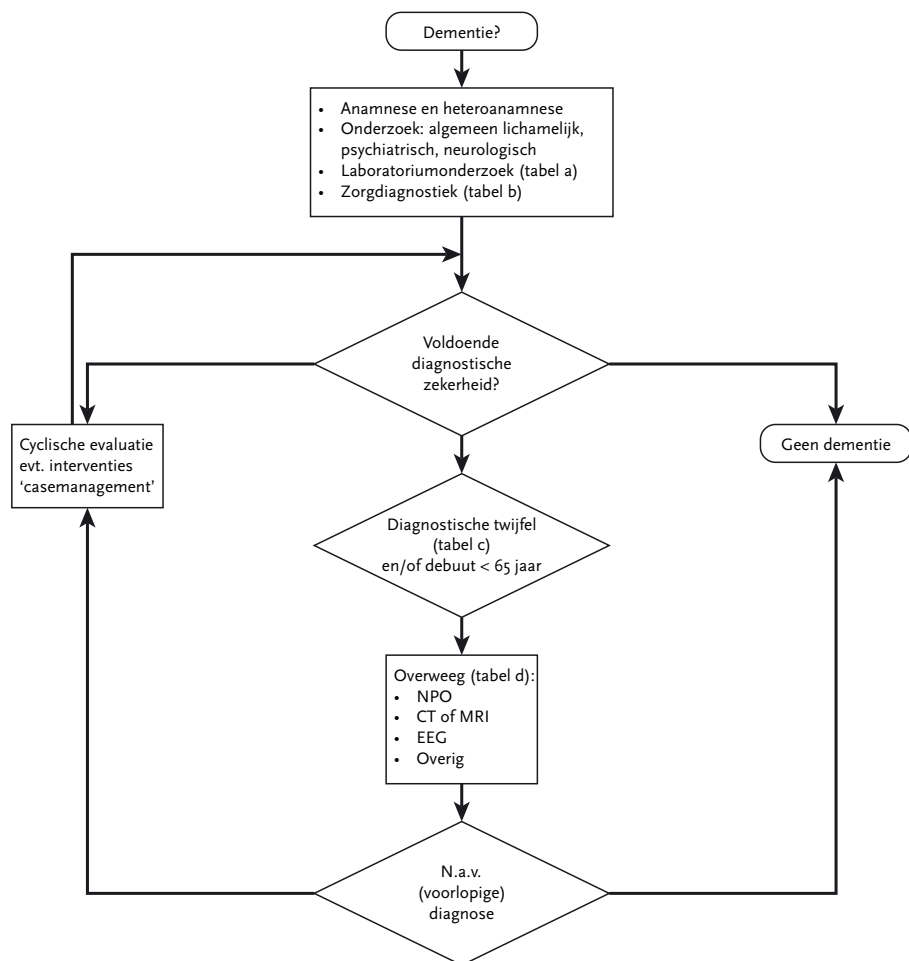 Dementie?
• Anamnese en heteroanamnese
• Onderzoek: algemeen lichamelijk,
psychiatrisch, neurologisch
• Laboratoriumonderzoek (tabel a)
• Zorgdiagnostiek (tabel b)
Voldoende
diagnostische
zekerheid?
Cyclische evaluatie
evt. interventies
‘casemanagement’
Geen dementie
Diagnostische twijfel
(tabel c)
en/of debuut < 65 jaar
Overweeg (tabel d):
• NPO
• CT of MRI
• EEG
• Overig
N.a.v.
(voorlopige)
diagnose